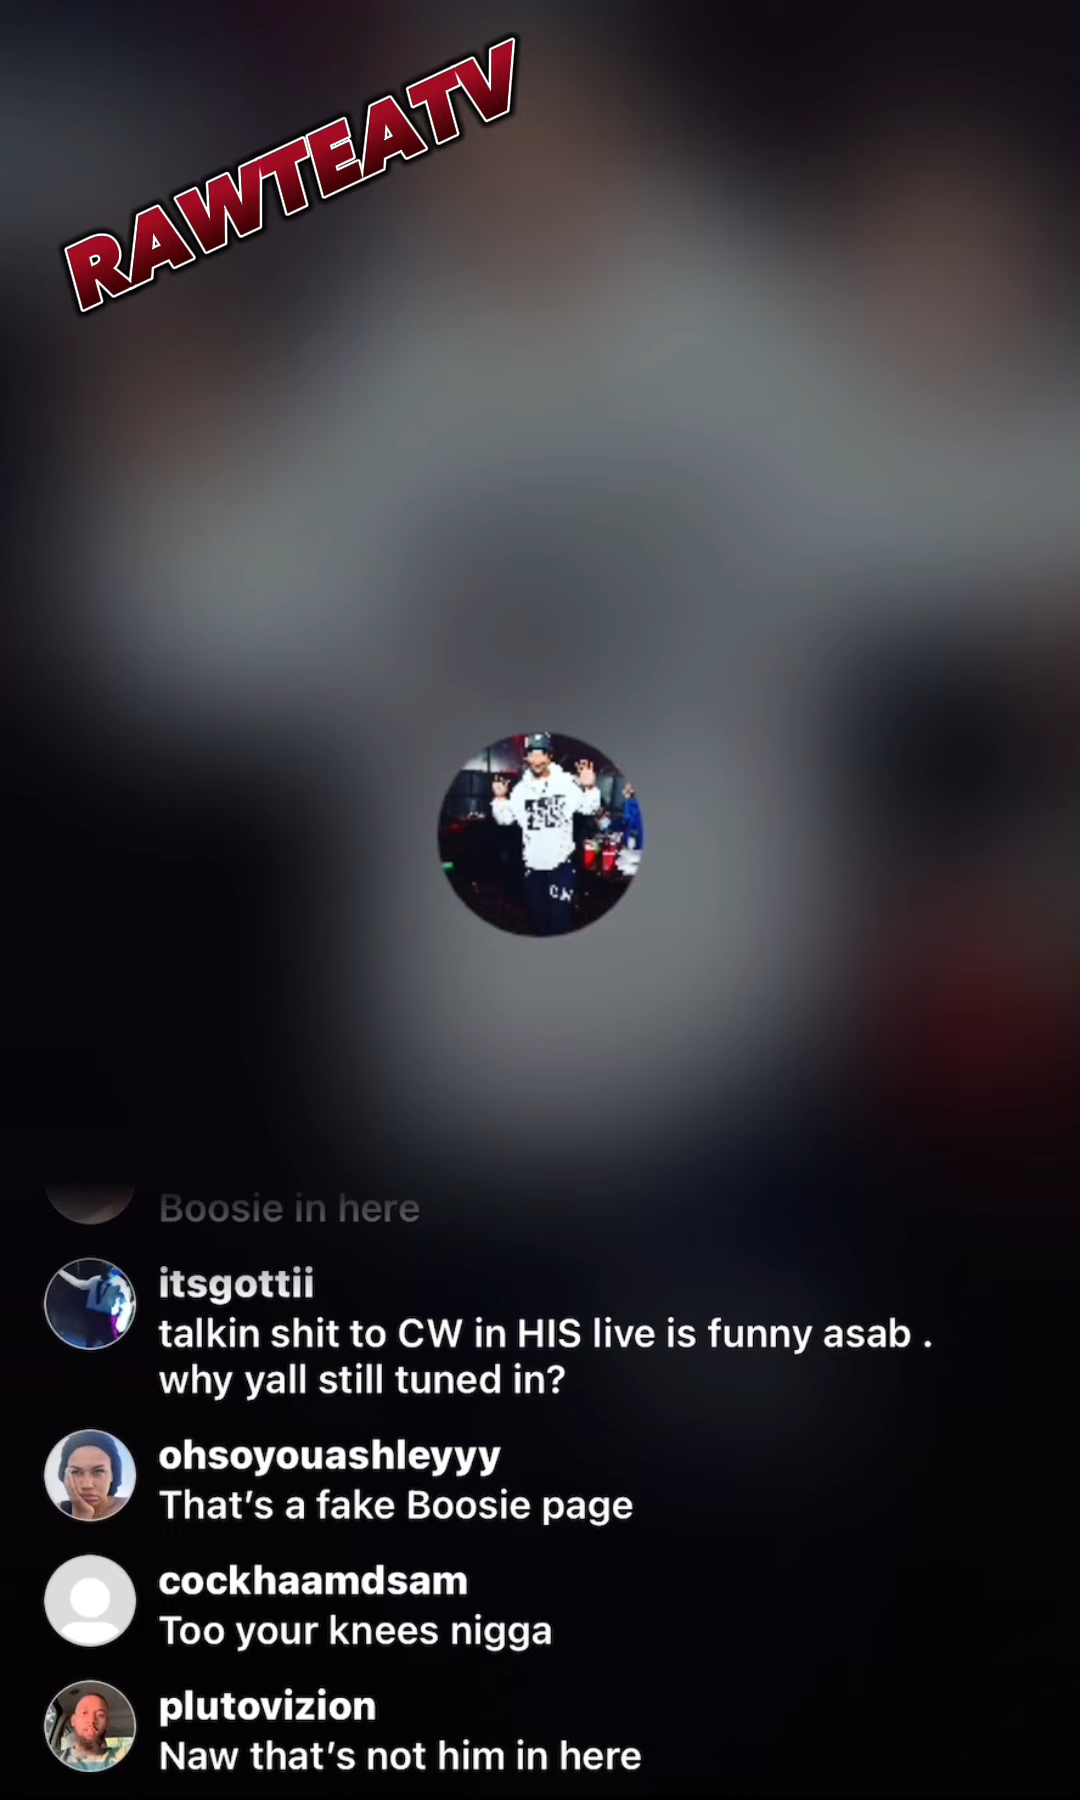 RAWTEATV
CW
Boosie in here
itsgottii
talkin shit to CW in HIS live is funny asab .
why yall still tuned in?
ohsoyouashleyyy
That's a fake Boosie page
cockhaamdsam
Too your knees nigga
plutovizion
Naw that's not him in here